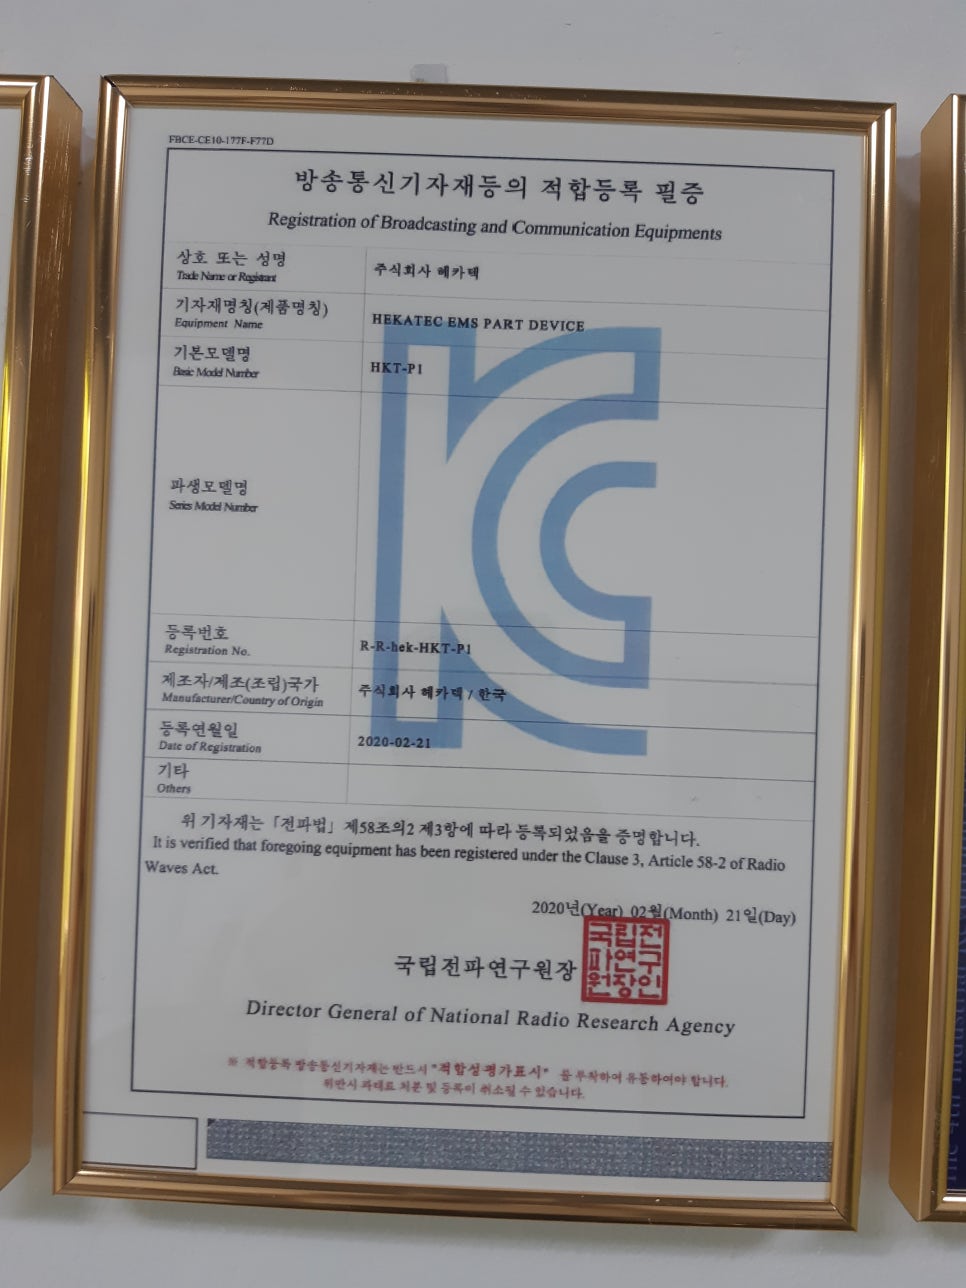 FBCE-CE10-177F-F77D
방송통신기자재등의 적합등록 필증
Registration of Broadcasting and Communication Equipments
상호 또는 성명
Trade Name or Registrant
주식회사 헤카텍
기자재명칭(제품명칭)
Equipment Name
HEKATEC EMS PART DEVICE
기본모델명
Basic Model Number
HKT-P1
파생모델명
Series Model Number
등록번호
Registration No.
R-R-hek-HKT-P1
제조자/제조(조립)국가
Manufacturer/Country of Origin
주식회사 헤카텍 / 한국
등록연월일
Date of Registration
2020-02-21
기타
Others
위 기자재는「전파법」제58조의2 제3항에 따라 등록되었음을 증명합니다.
It is verified that foregoing equipment has been registered under the Clause 3, Article 58-2 of Radio
Waves Act.
2020년(Year) 02월(Month) 21일(Day)
국립전파연구원장
국립전
파연구
원장인
Director General of National Radio Research Agency
※ 적합등록 방송통신기자재는 반드시 "적합성평가표시" 를 부착하여 유통하여야 합니다.
위반시 과태료 처분 및 등록이 취소될 수 있습니다.
The 4th Industrial